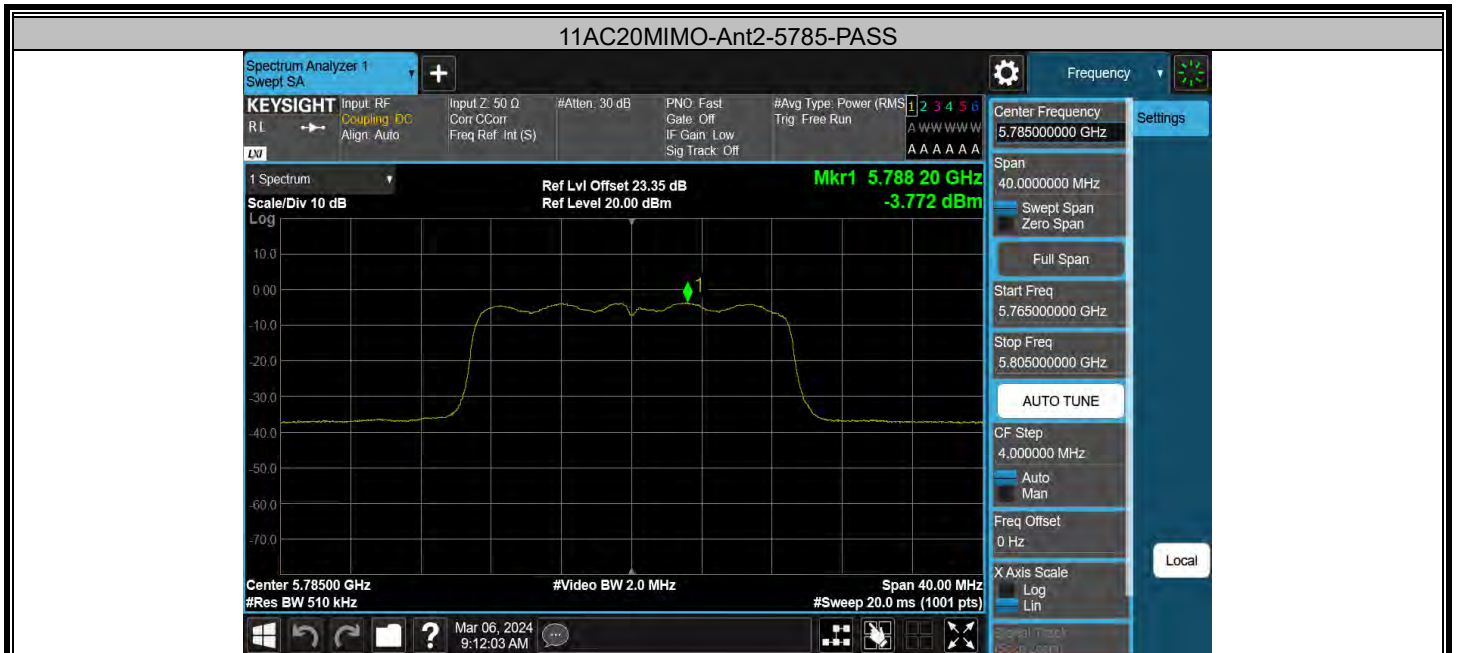 11AC20MIMO-Ant2-5785-PASS
Spectrum Analyzer 1
Swept SA
+
Frequency
KEYSIGHT
RL
LXI
Input: RF
Coupling: DC
Align: Auto
Input Z: 50 Ω
Corr CCorr
Freq Ref: Int (S)
#Atten: 30 dB
PNO: Fast
Gate: Off
IF Gain: Low
Sig Track: Off
#Avg Type: Power (RMS
Trig: Free Run
1 2 3 4 5 6
A W W W W W
A A A A A A
1 Spectrum
Scale/Div 10 dB
Log
Ref Lvl Offset 23.35 dB
Ref Level 20.00 dBm
Mkr1 5.788 20 GHz
-3.772 dBm
10.0
0.00
-10.0
-20.0
-30.0
-40.0
-50.0
-60.0
-70.0
1
Center 5.78500 GHz
#Res BW 510 kHz
#Video BW 2.0 MHz
Span 40.00 MHz
#Sweep 20.0 ms (1001 pts)
Mar 06, 2024
9:12:03 AM
Center Frequency
5.785000000 GHz
Settings
Span
40.0000000 MHz
Swept Span
Zero Span
Full Span
Start Freq
5.765000000 GHz
Stop Freq
5.805000000 GHz
AUTO TUNE
CF Step
4.000000 MHz
Auto
Man
Freq Offset
0 Hz
X Axis Scale
Log
Lin
Signal Track
Local